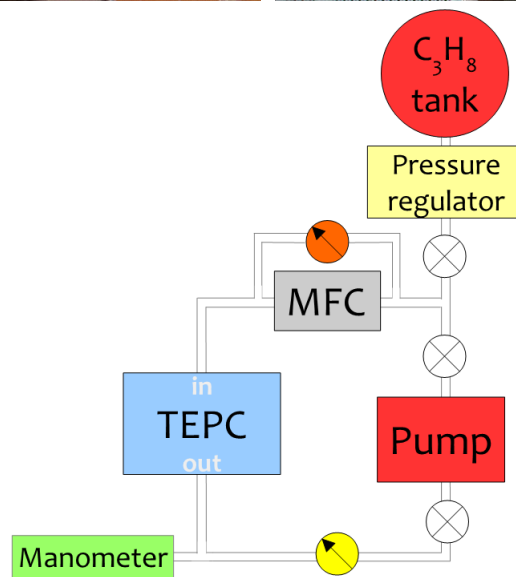 C₃H₈
tank
Pressure
regulator
MFC
in
TEPC
out
Pump
Manometer